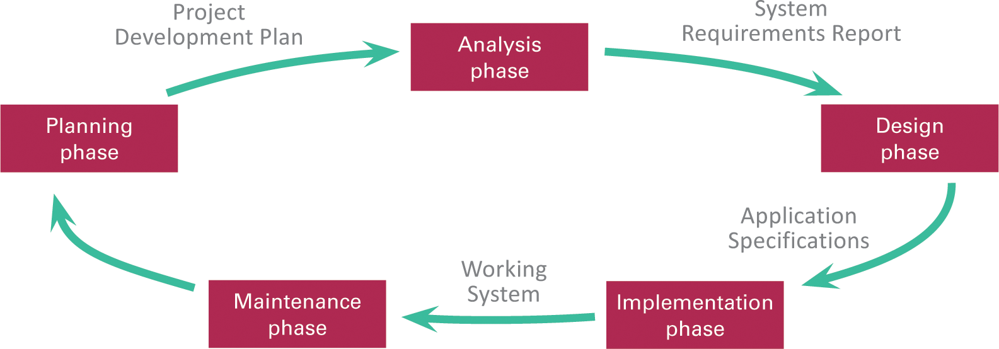 Project
Development Plan
Analysis
phase
System
Requirements Report
Planning
phase
Design
phase
Application
Specifications
Working
System
Maintenance
phase
Implementation
phase